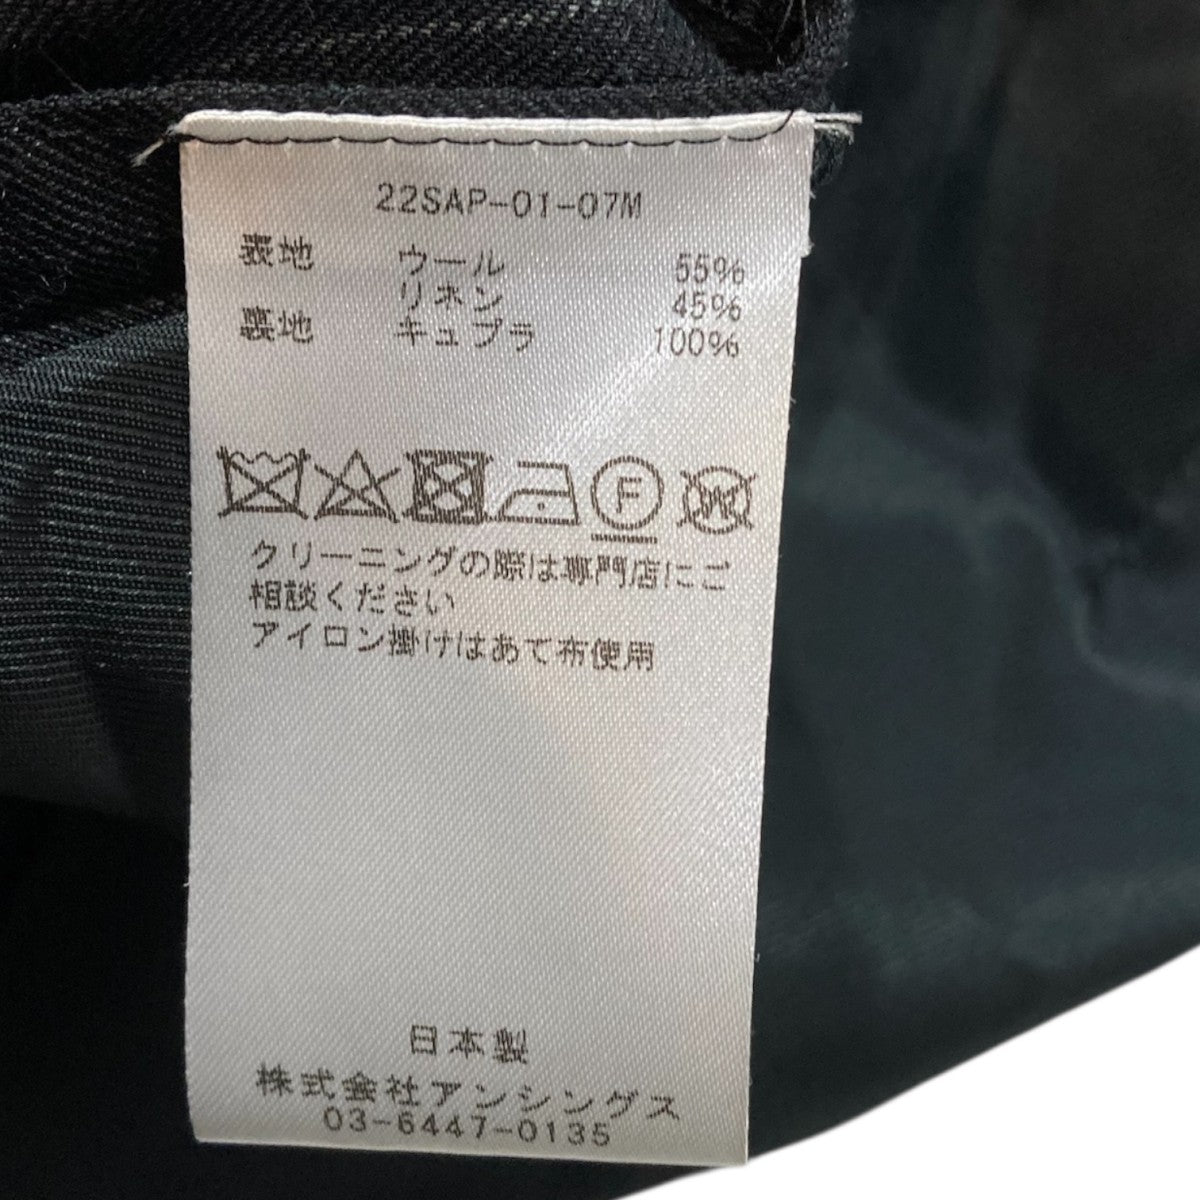 22SAP-01-07M
表地 ウール 55%
リネン 45%
裏地 キュプラ 100%
F W
クリーニングの際は専門店にご
相談ください
アイロン掛けはあて布使用
日本製
株式会社アンシングス
03-6447-0135